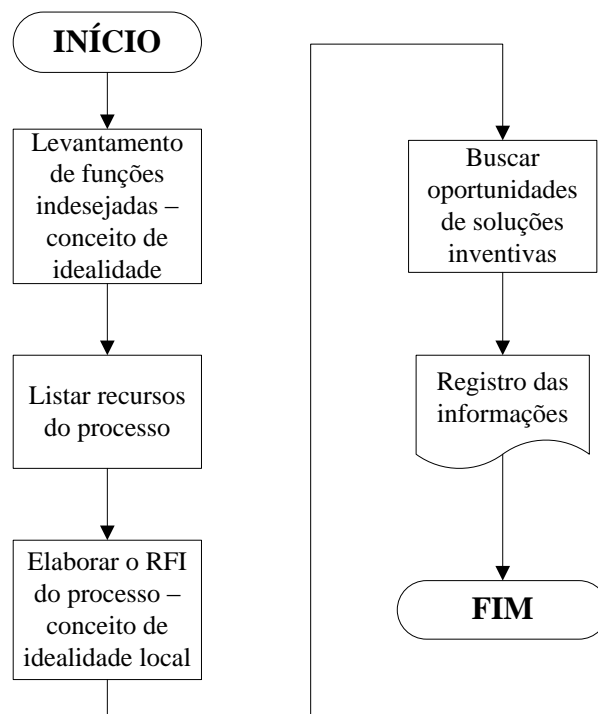 INÍCIO
Levantamento
de funções
indesejadas –
conceito de
idealidade
Listar recursos
do processo
Elaborar o RFI
do processo –
conceito de
idealidade local
Buscar
oportunidades
de soluções
inventivas
Registro das
informações
FIM